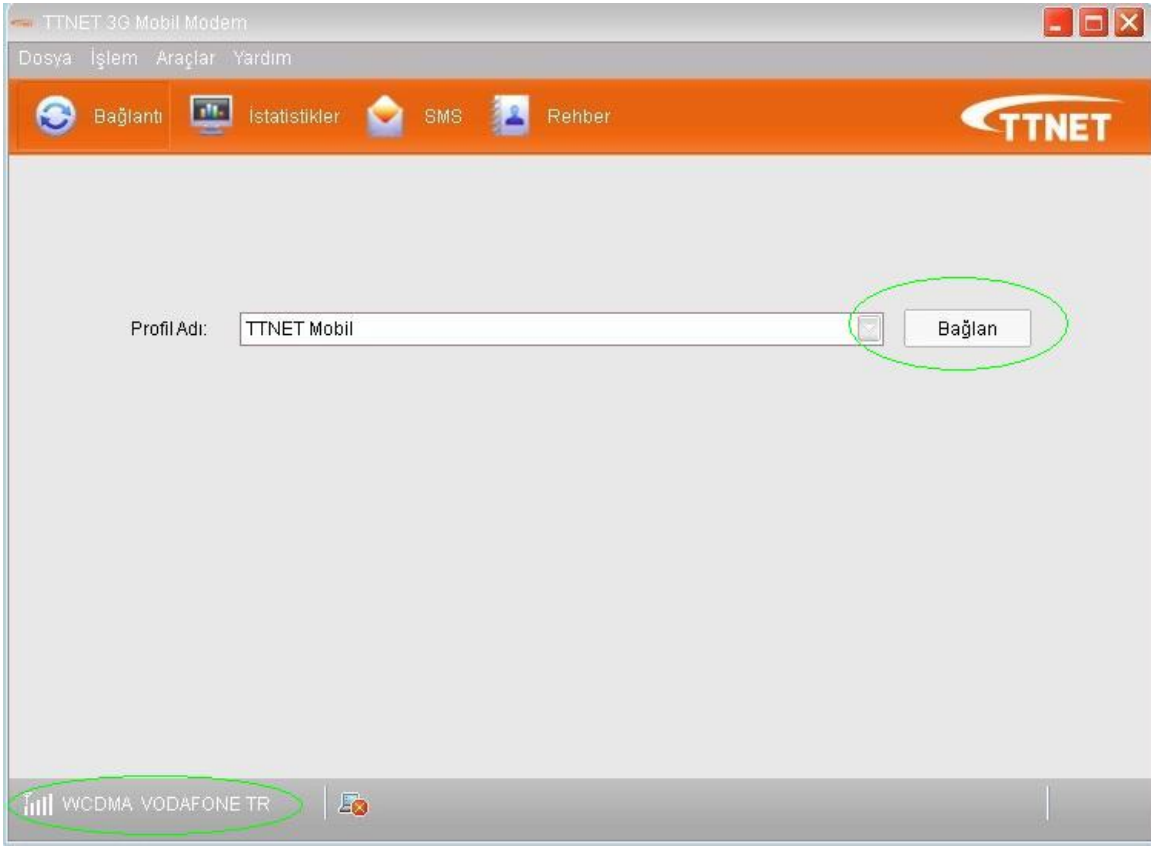 TTNET 3G Mobil Modem
Dosya İşlem Araçlar Yardım
Bağlantı İstatistikler SMS Rehber TTNET
Profil Adı: TTNET Mobil Bağlan
WCDMA VODAFONE TR